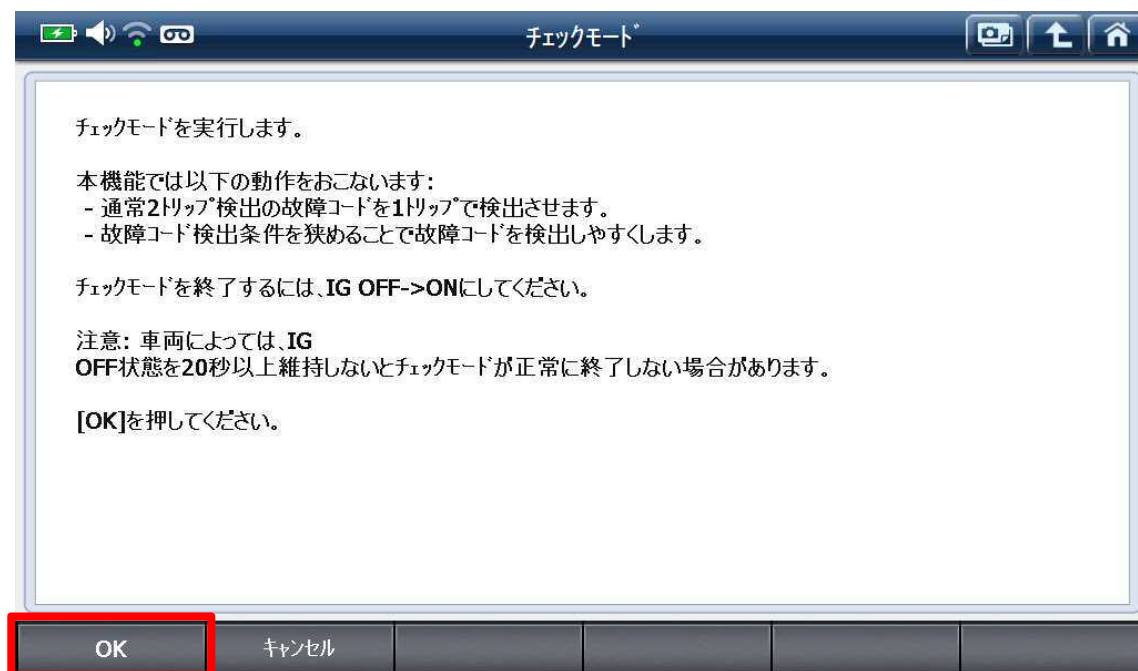 チェックモード
チェックモードを実行します。
本機能では以下の動作をおこないます:
- 通常2トリップ検出の故障コードを1トリップで検出させます。
- 故障コード検出条件を狭めることで故障コードを検出しやすくします。
チェックモードを終了するには、IG OFF->ONにしてください。
注意: 車両によっては、IG
OFF状態を20秒以上維持しないとチェックモードが正常に終了しない場合があります。
[OK]を押してください。
OK
キャンセル